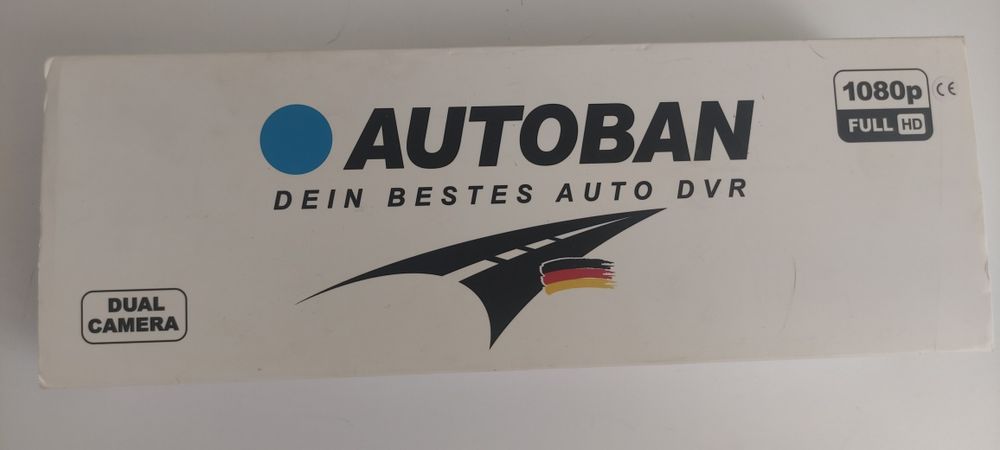 AUTOBAN
DEIN BESTES AUTO DVR
1080p
FULL HD
CE
DUAL
CAMERA